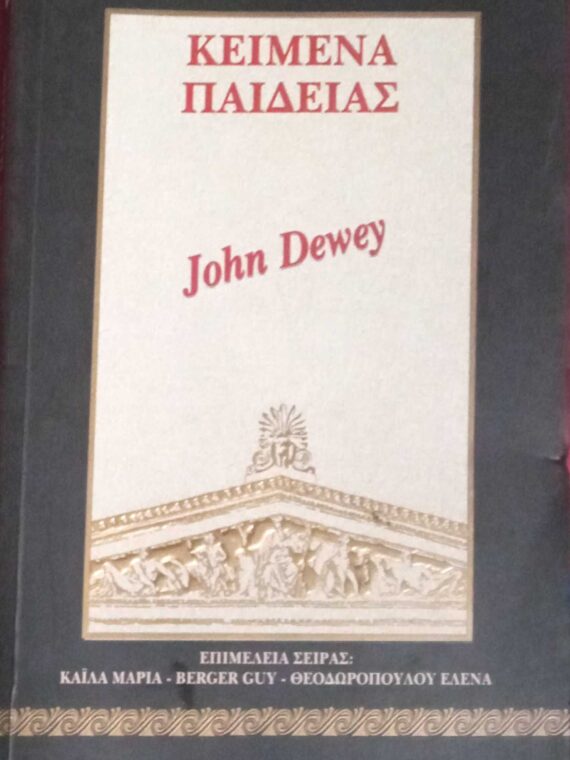 ΚΕΙΜΕΝΑ
ΠΑΙΔΕΙΑΣ
John Dewey
ΕΠΙΜΕΛΕΙΑ ΣΕΙΡΑΣ:
ΚΑΪΛΑ ΜΑΡΙΑ - BERGER GUY - ΘΕΟΔΩΡΟΠΟΥΛΟΥ ΕΛΕΝΑ